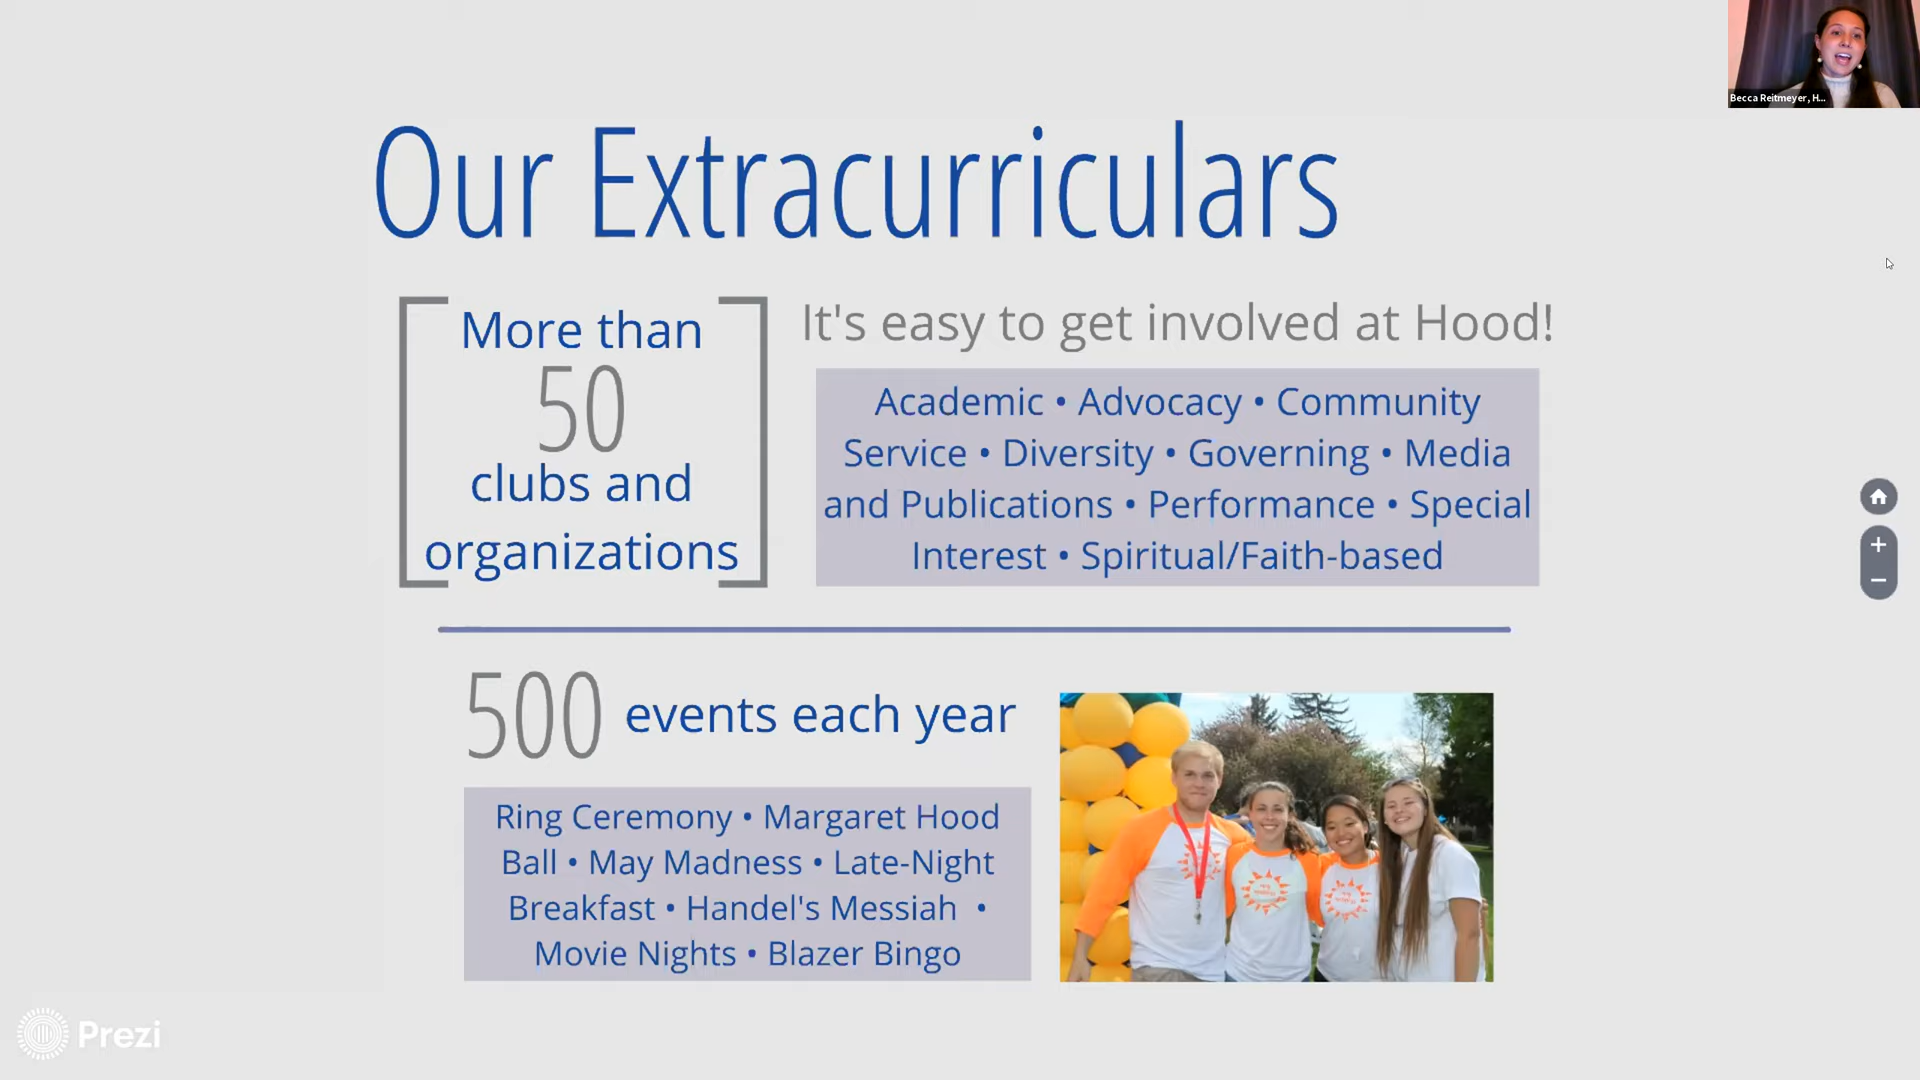 Becca Reitmeyer, H...
Our Extracurriculars
More than
50
clubs and
organizations
It's easy to get involved at Hood!
Academic • Advocacy • Community
Service • Diversity • Governing • Media
and Publications • Performance • Special
Interest • Spiritual/Faith-based
500 events each year
Ring Ceremony • Margaret Hood
Ball • May Madness • Late-Night
Breakfast • Handel's Messiah •
Movie Nights • Blazer Bingo
Prezi